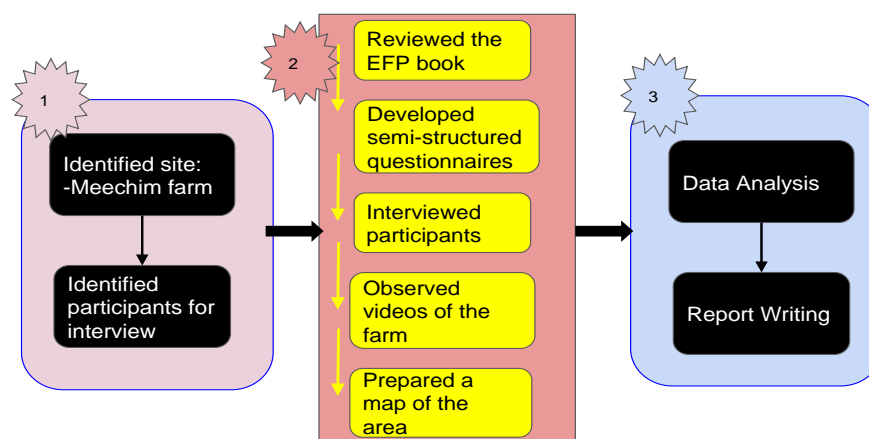 1
Identified site:
-Meechim farm
Identified
participants for
interview
2
Reviewed the
EFP book
Developed
semi-structured
questionnaires
Interviewed
participants
Observed
videos of the
farm
Prepared a
map of the
area
3
Data Analysis
Report Writing